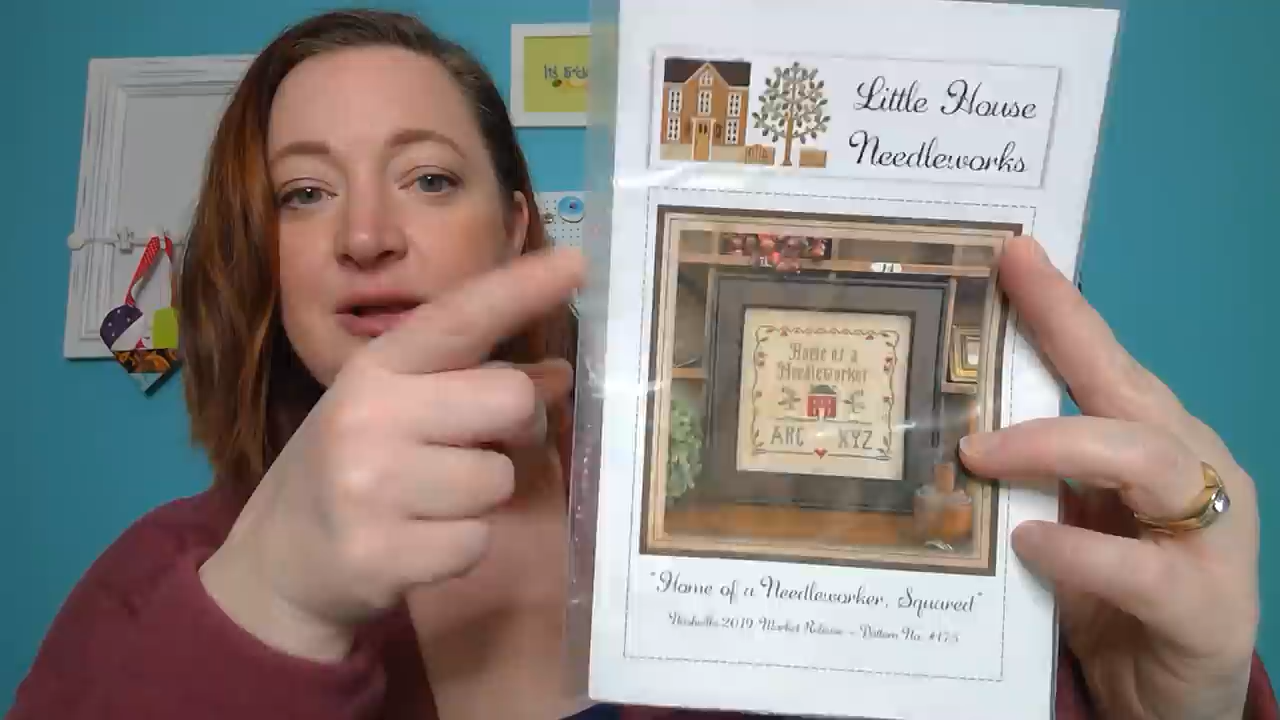 Little House
Needleworks
Home of a
Needleworker
ABC XYZ
"Home of a Needleworker, Squared"
Nashville 2019 Market Release ~ Pattern No. #175